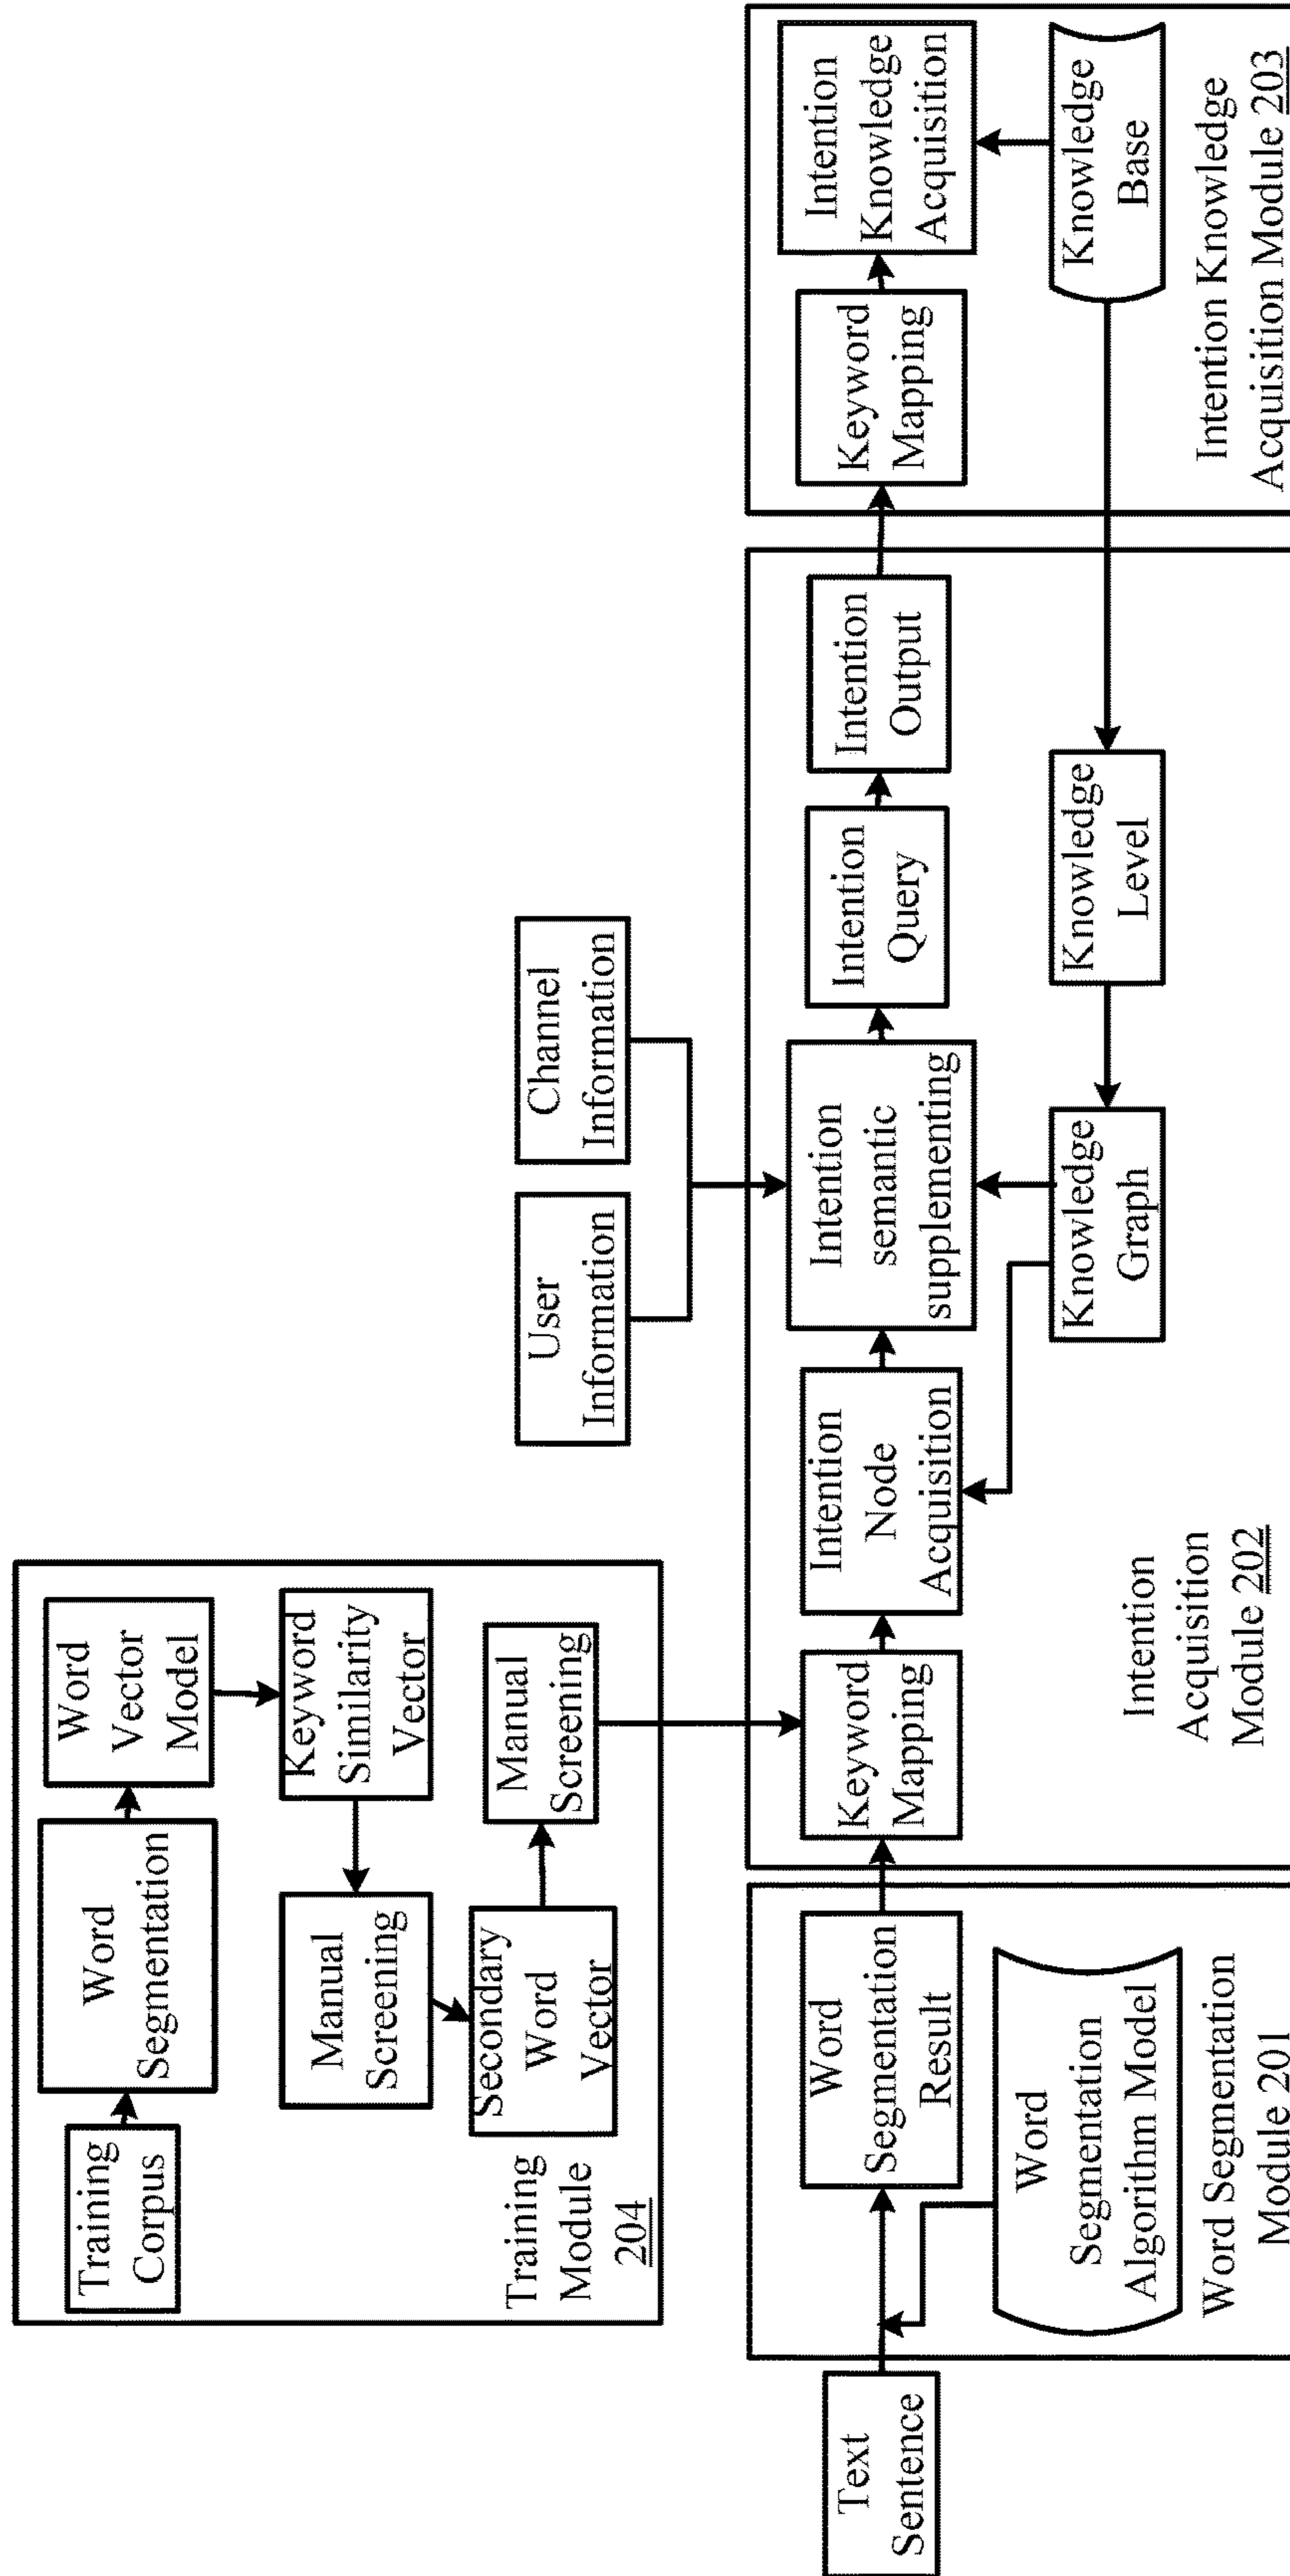 Training
Corpus
Word
Segmentation
Word
Vector
Model
Keyword
Similarity
Vector
Manual
Screening
Secondary
Word
Vector
Manual
Screening
Training
Module
204
User
Information
Channel
Information
Text
Sentence
Word
Segmentation
Result
Word
Segmentation
Algorithm Model
Word Segmentation
Module 201
Keyword
Mapping
Intention
Node
Acquisition
Intention
semantic
supplementing
Intention
Query
Intention
Output
Knowledge
Graph
Knowledge
Level
Intention
Acquisition
Module 202
Keyword
Mapping
Intention
Knowledge
Acquisition
Knowledge
Base
Intention Knowledge
Acquisition Module 203